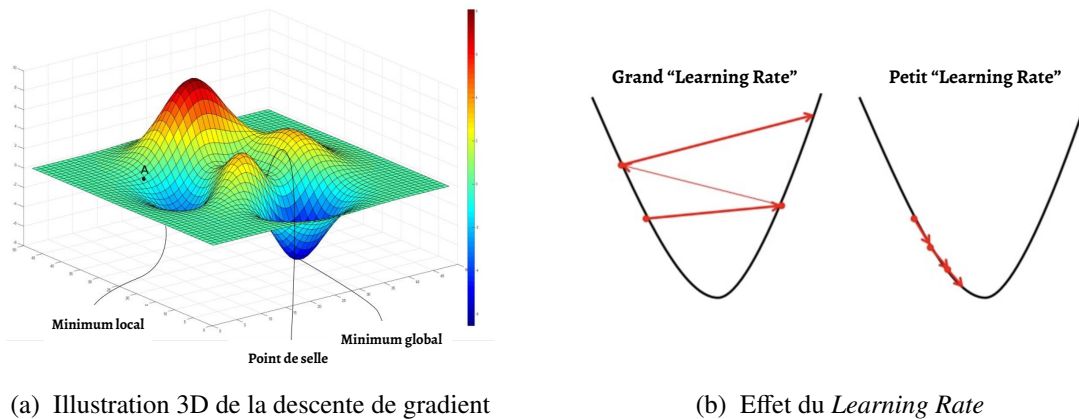 Grand “Learning Rate”
Petit “Learning Rate”
A
Minimum local
Minimum global
Point de selle
(a) Illustration 3D de la descente de gradient
(b) Effet du Learning Rate